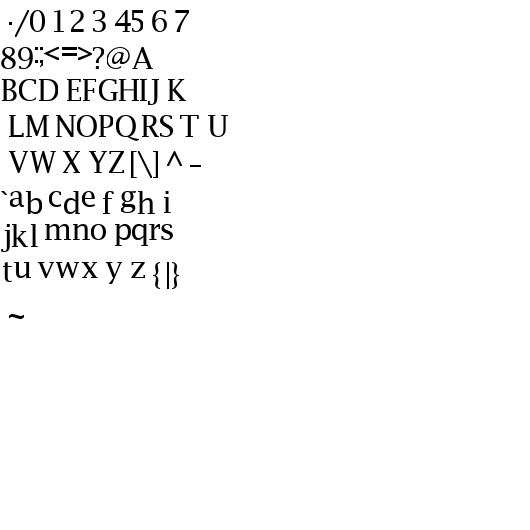 ./0 1 2 3 45 6 7
89:;<=>?@A
BCD EFGHIJ K
LM NOPQ RS T U
VW X YZ[\] ^ _
`ab cde f gh i
jkl mno pqrs
tu vwx y z {|}
~